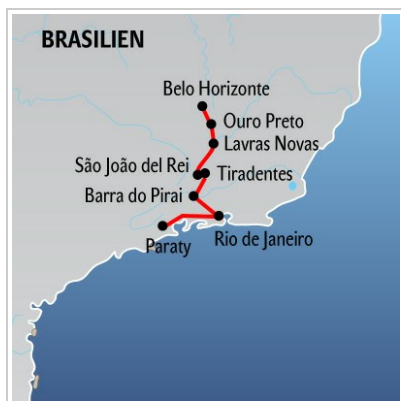 BRASILIEN
Belo Horizonte
Ouro Preto
Lavras Novas
São João del Rei
Tiradentes
Barra do Pirai
Paraty
Rio de Janeiro